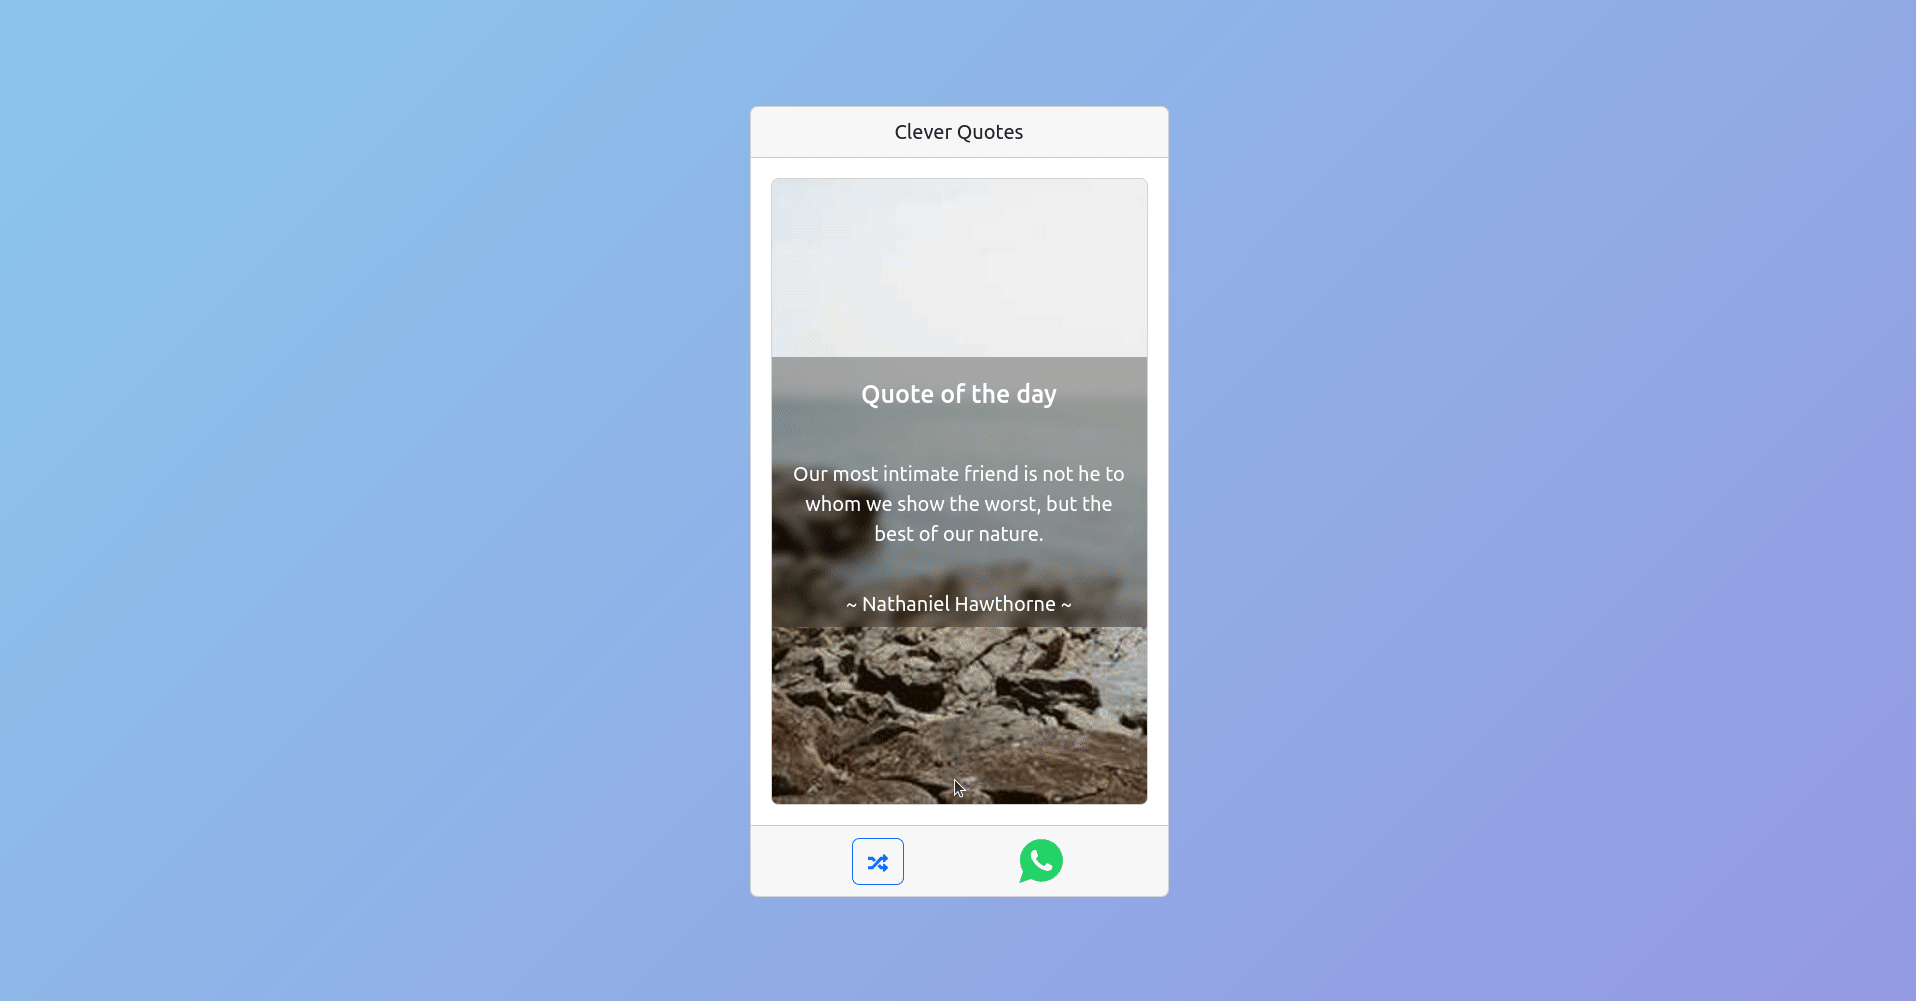 Clever Quotes
Quote of the day
Our most intimate friend is not he to
whom we show the worst, but the
best of our nature.
~ Nathaniel Hawthorne ~